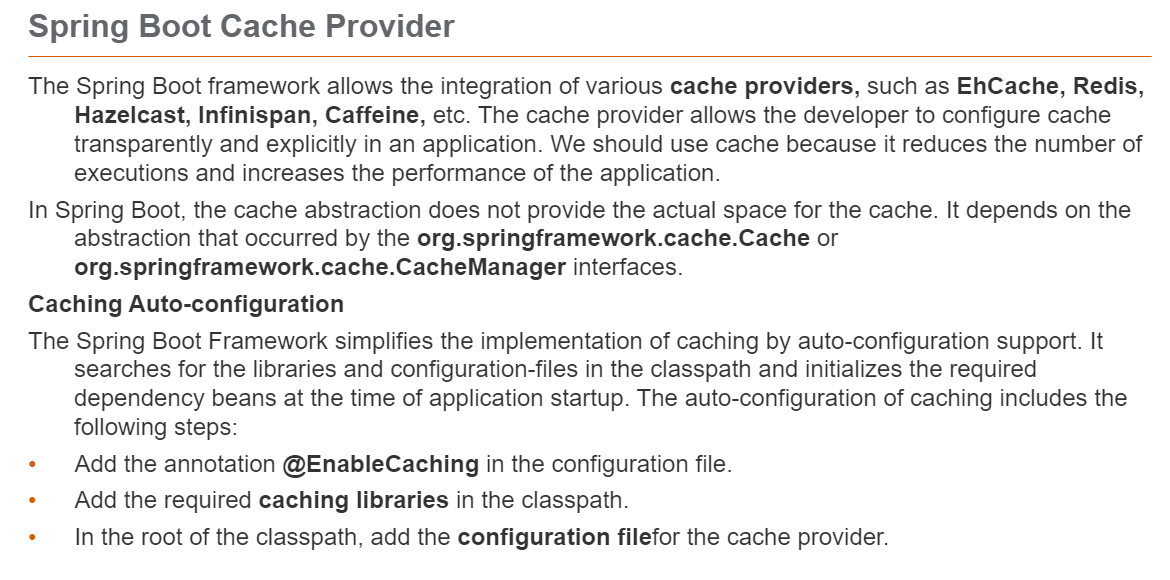 Spring Boot Cache Provider
The Spring Boot framework allows the integration of various cache providers, such as EhCache, Redis,
Hazelcast, Infinispan, Caffeine, etc. The cache provider allows the developer to configure cache
transparently and explicitly in an application. We should use cache because it reduces the number of
executions and increases the performance of the application.
In Spring Boot, the cache abstraction does not provide the actual space for the cache. It depends on the
abstraction that occurred by the org.springframework.cache.Cache or
org.springframework.cache.CacheManager interfaces.
Caching Auto-configuration
The Spring Boot Framework simplifies the implementation of caching by auto-configuration support. It
searches for the libraries and configuration-files in the classpath and initializes the required
dependency beans at the time of application startup. The auto-configuration of caching includes the
following steps:
• Add the annotation @EnableCaching in the configuration file.
• Add the required caching libraries in the classpath.
• In the root of the classpath, add the configuration filefor the cache provider.